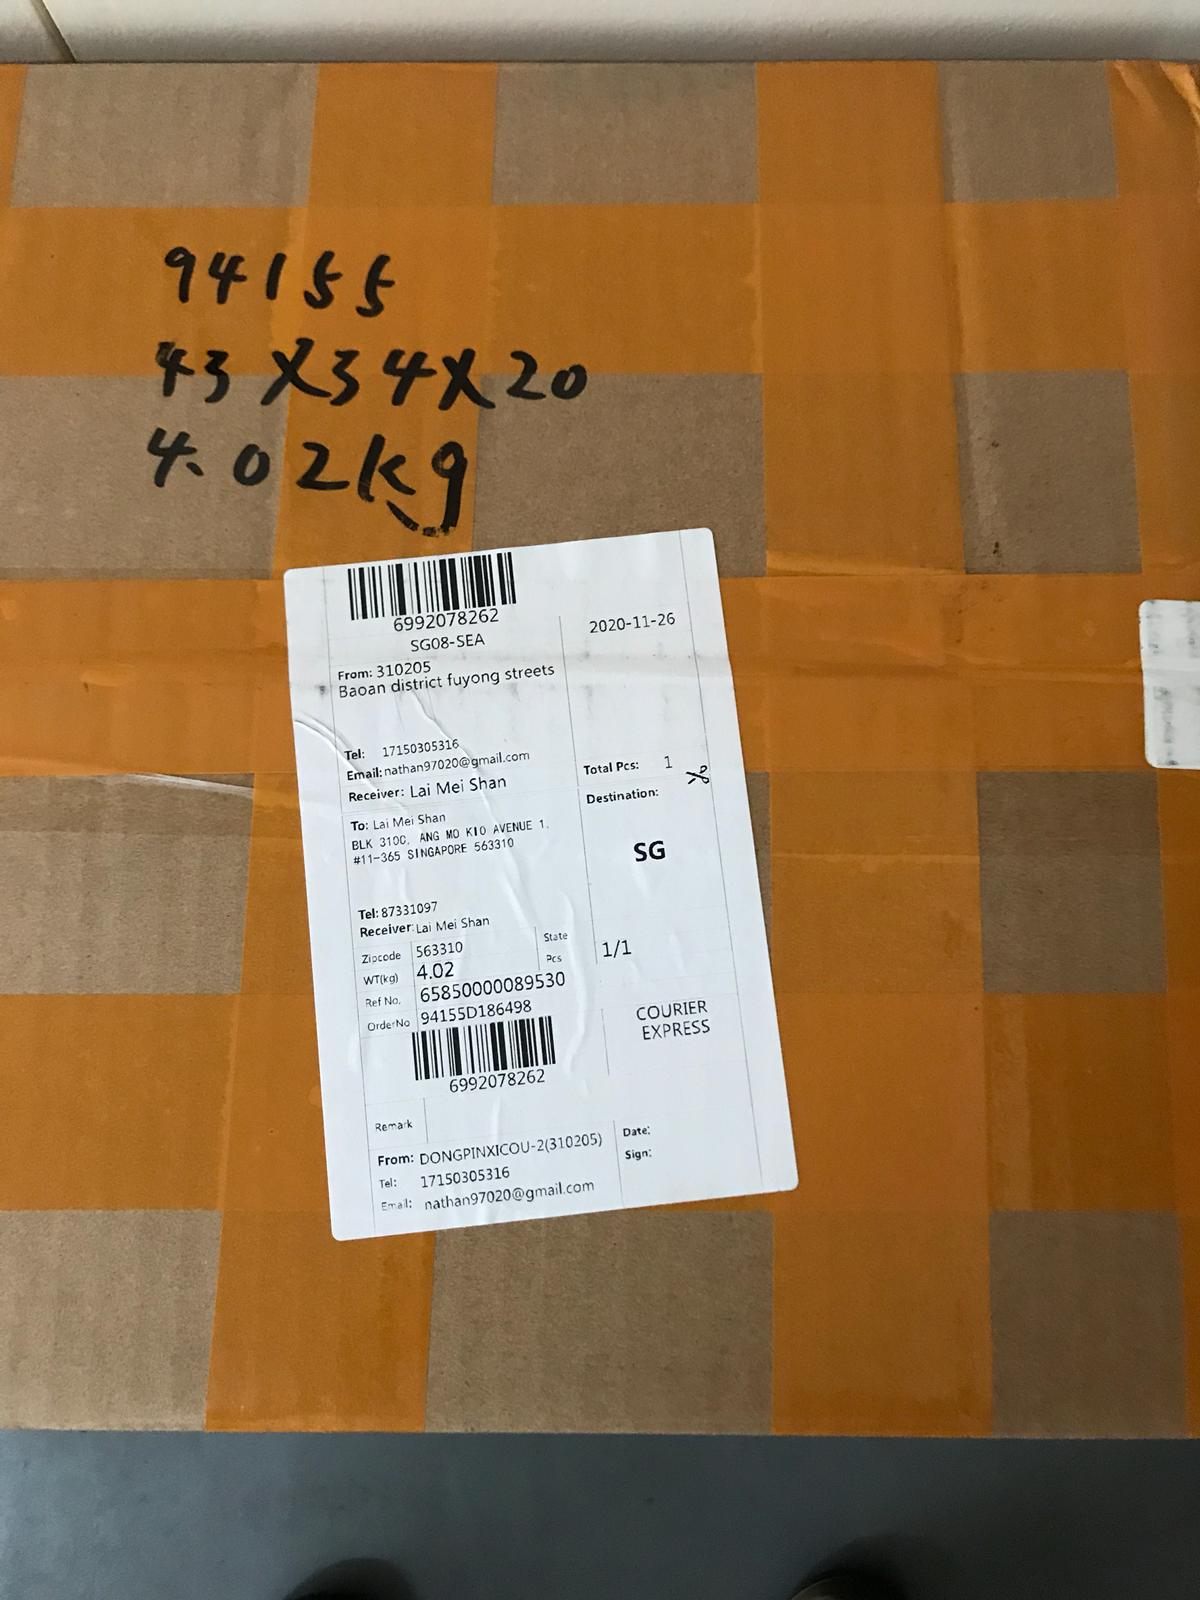 94155
43X34X20
4.02kg
6992078262
SG08-SEA
2020-11-26
From: 310205
Baoan district fuyong streets
Tel: 17150305316
Email: nathan97020@gmail.com
Receiver: Lai Mei Shan
Total Pcs: 1
Destination:
To: Lai Mei Shan
BLK 310C, ANG MO KIO AVENUE 1,
#11-365 SINGAPORE 563310
SG
Tel: 87331097
Receiver: Lai Mei Shan
Zipcode 563310 State
WT(kg) 4.02 Pcs 1/1
Ref No. 65850000089530
OrderNo 94155D186498
COURIER
EXPRESS
6992078262
Remark
From: DONGPINXICOU-2(310205)
Tel: 17150305316
Email: nathan97020@gmail.com
Date:
Sign: